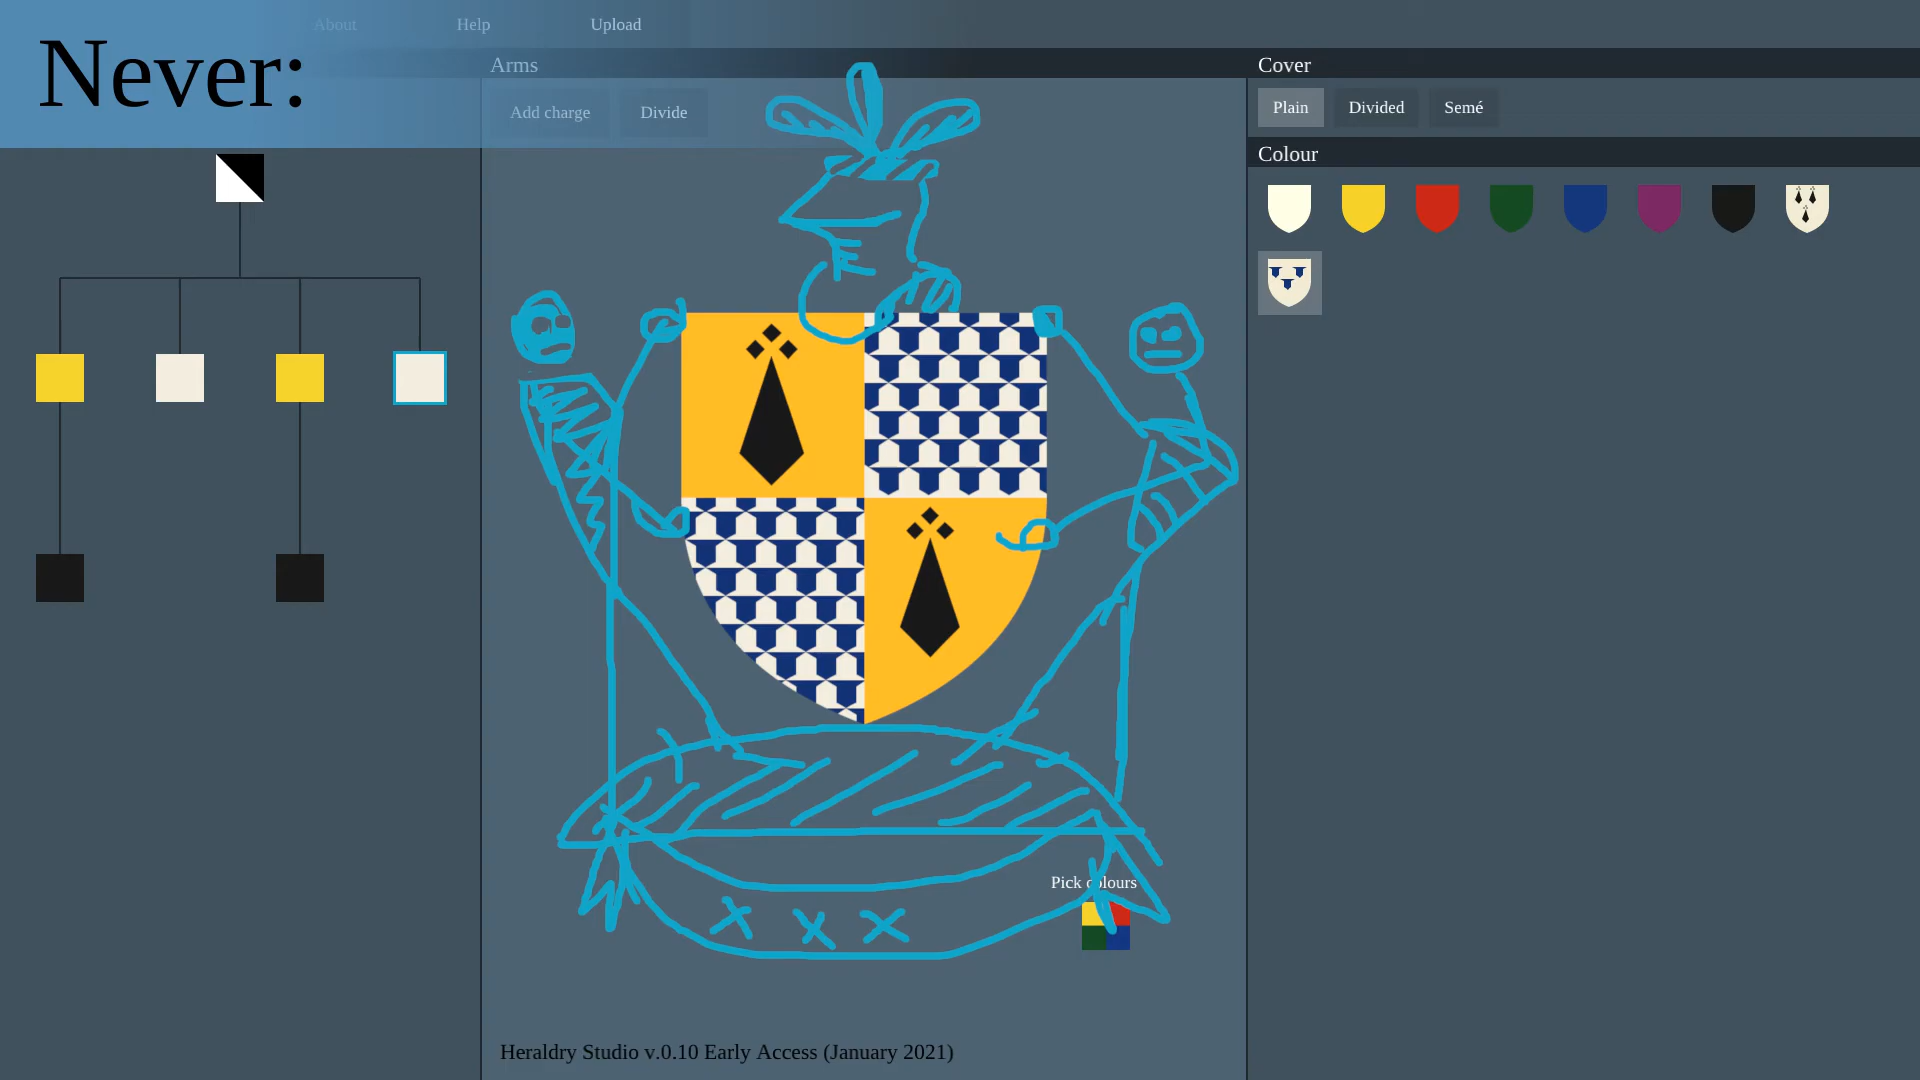 About
Help
Upload
Never:
Arms
Add charge
Divide
Cover
Plain
Divided
Semé
Colour
Pick colours
Heraldry Studio v.0.10 Early Access (January 2021)